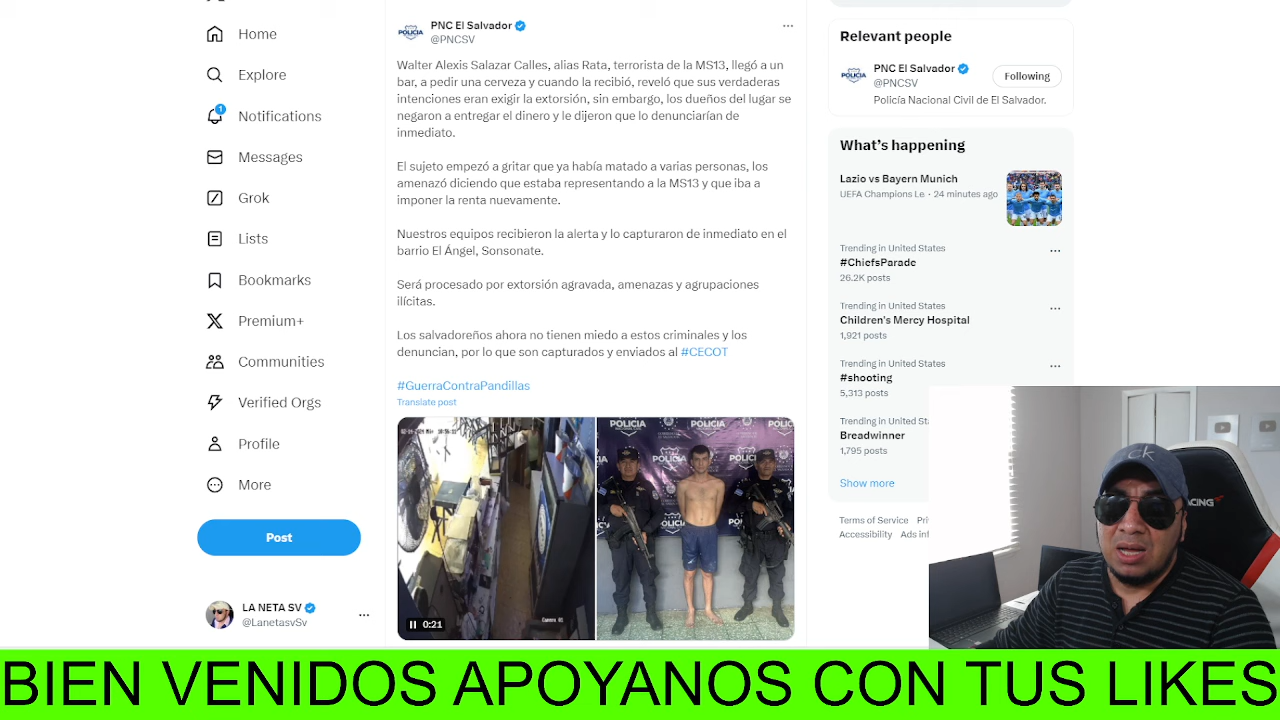 PNC El Salvador
@PNCSV
Walter Alexis Salazar Calles, alias Rata, terrorista de la MS13, llegó a un
bar, a pedir una cerveza y cuando la recibió, reveló que sus verdaderas
intenciones eran exigir la extorsión, sin embargo, los dueños del lugar se
negaron a entregar el dinero y le dijeron que lo denunciarían de
inmediato.
El sujeto empezó a gritar que ya había matado a varias personas, los
amenazó diciendo que estaba representando a la MS13 y que iba a
imponer la renta nuevamente.
Nuestros equipos recibieron la alerta y lo capturaron de inmediato en el
barrio El Ángel, Sonsonate.
Será procesado por extorsión agravada, amenazas y agrupaciones
ilícitas.
Los salvadoreños ahora no tienen miedo a estos criminales y los
denuncian, por lo que son capturados y enviados al #CECOT
#GuerraContraPandillas
Translate post
0:21
POLICIA
POLICIA
Home
Explore
1
Notifications
Messages
Grok
Lists
Bookmarks
Premium+
Communities
Verified Orgs
Profile
More
Post
LA NETA SV
@LanetasvSv
Relevant people
PNC El Salvador
@PNCSV
Following
Policía Nacional Civil de El Salvador.
What's happening
Lazio vs Bayern Munich
UEFA Champions Le · 24 minutes ago
Trending in United States
#ChiefsParade
26.2K posts
Trending in United States
Children's Mercy Hospital
1,921 posts
Trending in United States
#shooting
5,313 posts
Trending in United Sta
Breadwinner
1,795 posts
Show more
Terms of Service Pri
Accessibility Ads inf
CK
BIEN VENIDOS APOYANOS CON TUS LIKES